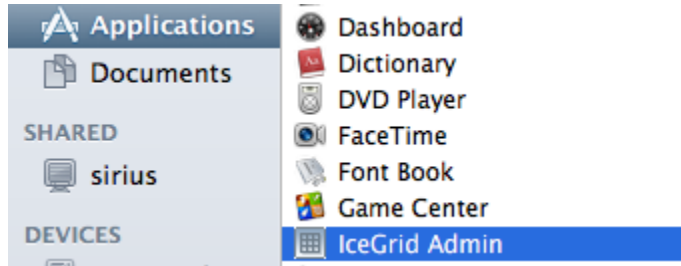 Applications
Documents
SHARED
sirius
DEVICES
Dashboard
Dictionary
DVD Player
FaceTime
Font Book
Game Center
IceGrid Admin